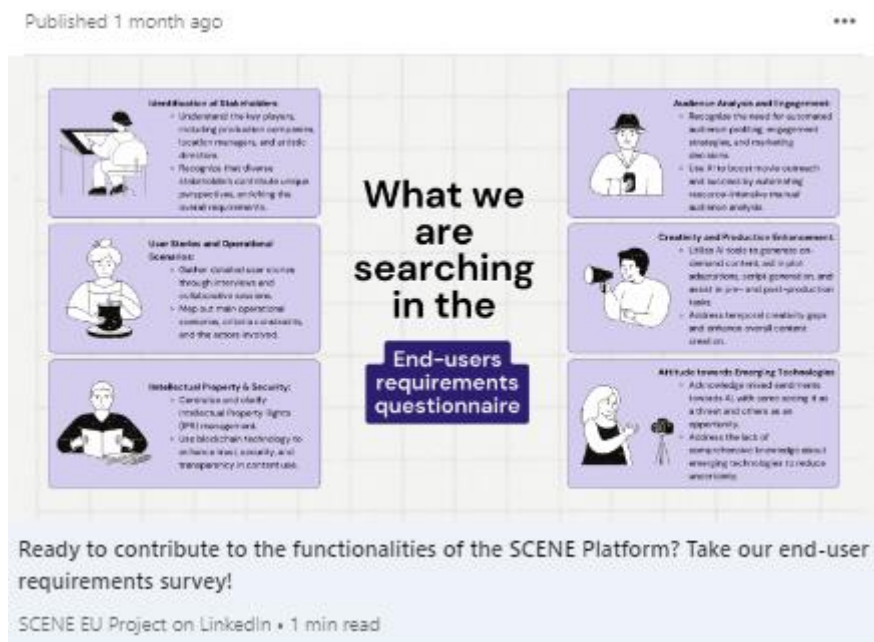 Published 1 month ago
Identification of Stakeholders
Understand the key players,
including production companies,
location managers, and artistic
directors.
Recognize that diverse
stakeholders contribute unique
perspectives, enriching the
overall requirements.
User Stories and Operational
Scenarios:
Gather detailed user stories
through interviews and
collaborative sessions.
Map out main operational
scenarios, criteria constraints,
and the actors involved.
Intellectual Property & Security:
Centralise and clarify
Intellectual Property Rights
(IPR) management.
Use blockchain technology to
enhance trust, security, and
transparency in content use.
What we
are
searching
in the
End-users
requirements
questionnaire
Audience Analysis and Engagement:
Recognize the need for automated
audience profiling, engagement
strategies, and marketing
decisions.
Use AI to boost movie outreach
and success by automating
resource-intensive manual
audience analysis.
Creativity and Production Enhancement:
Utilise AI tools to generate on-
demand content, aid in plot
adaptations, script generation, and
assist in pre- and post-production
tasks.
Address temporal creativity gaps
and enhance overall content
creation.
Attitude towards Emerging Technologies
Acknowledge mixed sentiments
towards AI, with some seeing it as
a threat and others as an
opportunity.
Address the lack of
comprehensive knowledge about
emerging technologies to reduce
uncertainty.
Ready to contribute to the functionalities of the SCENE Platform? Take our end-user
requirements survey!
SCENE EU Project on LinkedIn • 1 min read